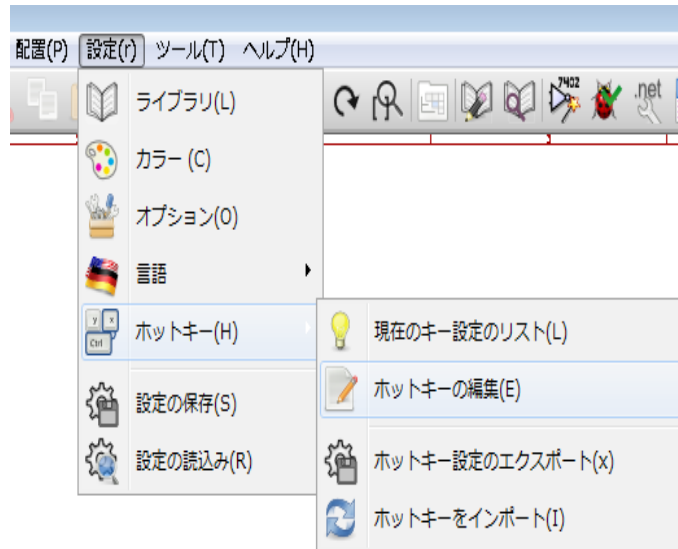 配置(P) 設定(r) ツール(T) ヘルプ(H)
7402
.net
ライブラリ(L)
カラー (C)
オプション(O)
言語
ホットキー(H)
y x
Ctrl
設定の保存(S)
設定の読込み(R)
現在のキー設定のリスト(L)
ホットキーの編集(E)
ホットキー設定のエクスポート(x)
ホットキーをインポート(I)